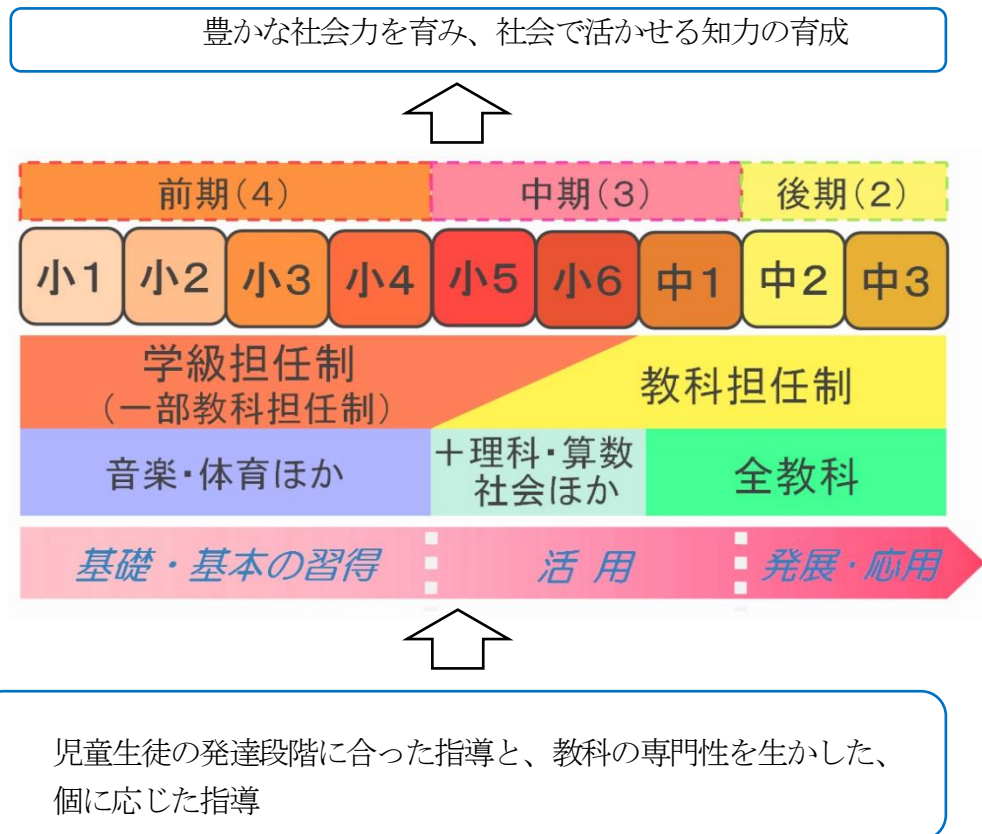 豊かな社会力を育み、社会で活かせる知力の育成
前期(4)
中期(3)
後期(2)
小1
小2
小3
小4
小5
小6
中1
中2
中3
学級担任制
(一部教科担任制)
教科担任制
音楽・体育ほか
+理科・算数
社会ほか
全教科
基礎・基本の習得
活用
発展・応用
児童生徒の発達段階に合った指導と、教科の専門性を生かした、
個に応じた指導